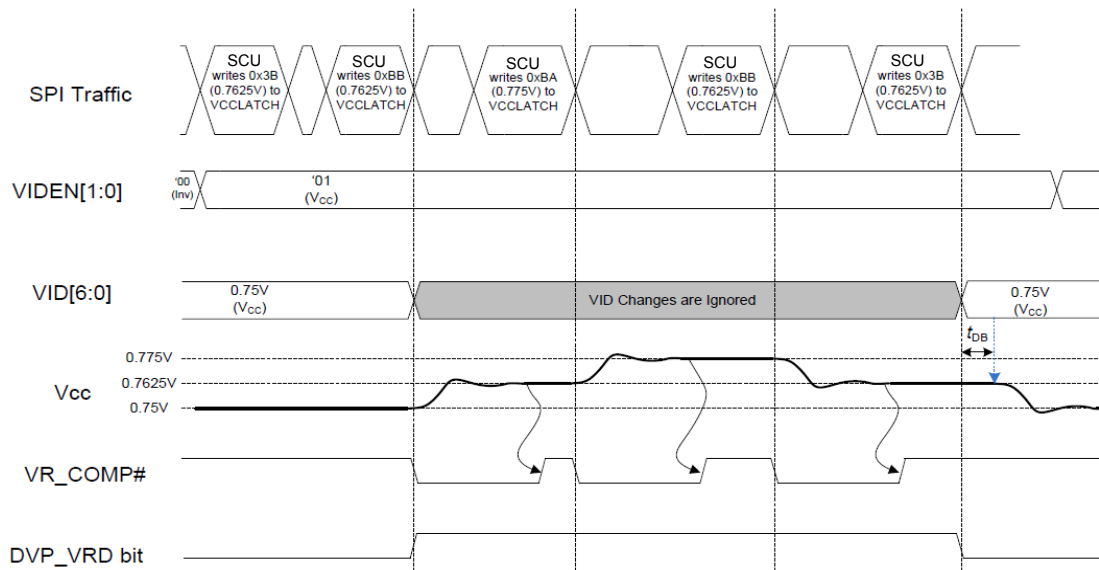 SPI Traffic
SCU
writes 0x3B
(0.7625V) to
VCCLATCH
SCU
writes 0xBB
(0.7625V) to
VCCLATCH
SCU
writes 0xBA
(0.775V) to
VCCLATCH
SCU
writes 0xBB
(0.7625V) to
VCCLATCH
SCU
writes 0x3B
(0.7625V) to
VCCLATCH
VIDEN[1:0]
'00
(Inv)
'01
(VCC)
VID[6:0]
0.75V
(VCC)
VID Changes are Ignored
0.75V
(VCC)
tDB
Vcc
0.775V
0.7625V
0.75V
VR_COMP#
DVP_VRD bit